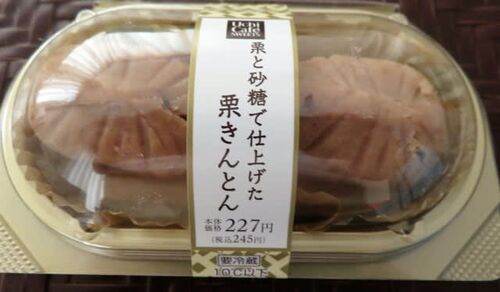 Uchi
Café
SWEETS
栗と砂糖で仕上げた
栗きんとん
本体
価格 227円
(税込245円)
要冷蔵
10℃以下